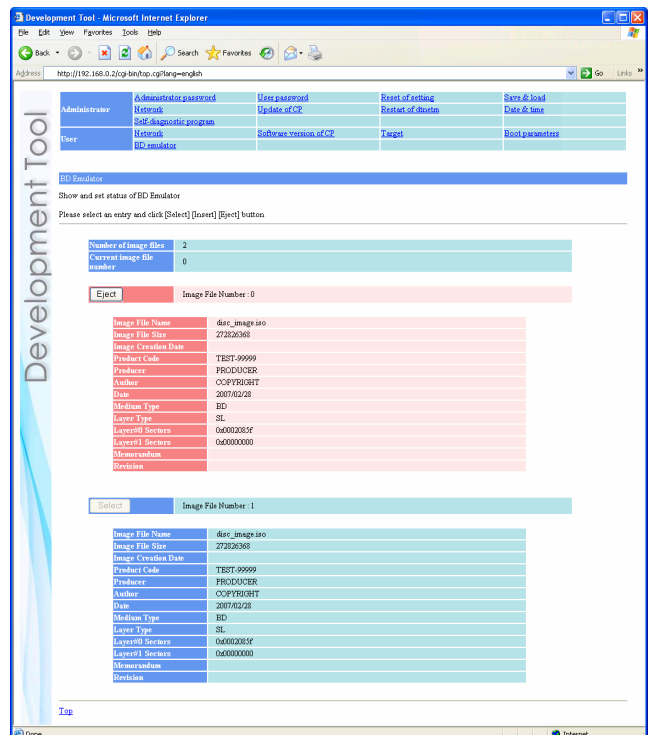 Development Tool - Microsoft Internet Explorer
File Edit View Favorites Tools Help
Back Search Favorites
Address http://192.168.0.2/cgi-bin/top.cgi?lang=english Go Links »
Development Tool
Administrator Administrator password User password Reset of setting Save & load
Network Update of CP Restart of dtnetm Date & time
Self-diagnostic program
User Network Software version of CP Target Boot parameters
BD emulator
BD Emulator
Show and set status of BD Emulator
Please select an entry and click [Select] [Insert] [Eject] button
Number of image files 2
Current image file number 0
Eject Image File Number : 0
Image File Name disc_image.iso
Image File Size 272826368
Image Creation Date
Product Code TEST-99999
Producer PRODUCER
Author COPYRIGHT
Date 2007/02/28
Medium Type BD
Layer Type SL
Layer#0 Sectors 0x0002085f
Layer#1 Sectors 0x00000000
Memorandum
Revision
Select Image File Number : 1
Image File Name disc_image.iso
Image File Size 272826368
Image Creation Date
Product Code TEST-99999
Producer PRODUCER
Author COPYRIGHT
Date 2007/02/28
Medium Type BD
Layer Type SL
Layer#0 Sectors 0x0002085f
Layer#1 Sectors 0x00000000
Memorandum
Revision
Top
Done Internet